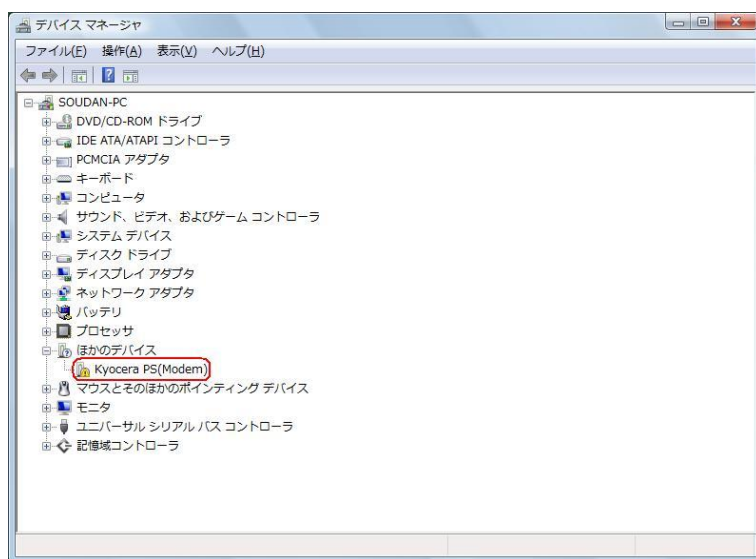 デバイス マネージャ
ファイル(F) 操作(A) 表示(V) ヘルプ(H)
SOUDAN-PC
DVD/CD-ROM ドライブ
IDE ATA/ATAPI コントローラ
PCMCIA アダプタ
キーボード
コンピュータ
サウンド、ビデオ、およびゲーム コントローラ
システム デバイス
ディスク ドライブ
ディスプレイ アダプタ
ネットワーク アダプタ
バッテリ
プロセッサ
ほかのデバイス
Kyocera PS(Modem)
マウスとそのほかのポインティング デバイス
モニタ
ユニバーサル シリアル バス コントローラ
記憶域コントローラ